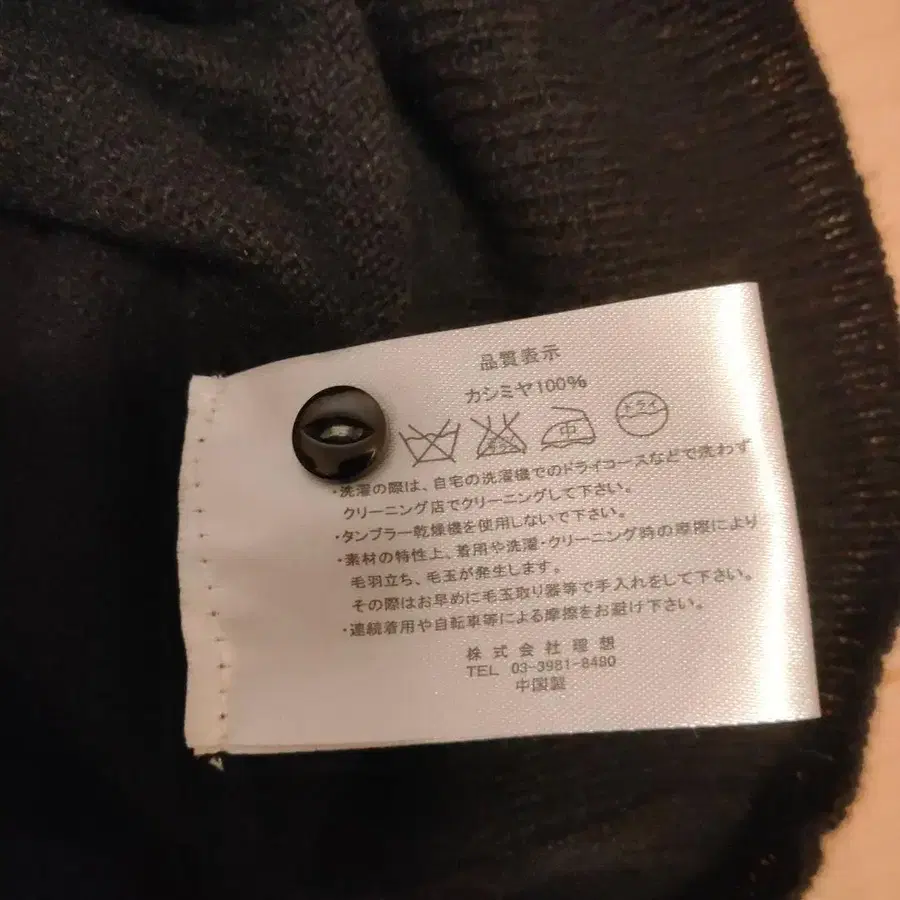 品質表示
カシミヤ100%
中 ドライ
・洗濯の際は、自宅の洗濯機でのドライコースなどで洗わず
クリーニング店でクリーニングして下さい。
・タンブラー乾燥機を使用しないで下さい。
・素材の特性上、着用や洗濯・クリーニング時の摩擦により
毛羽立ち、毛玉が発生します。
その際はお早めに毛玉取り器等で手入れをして下さい。
・連続着用や自転車等による摩擦をお避け下さい。
株式会社理想
TEL 03-3981-8480
中国製